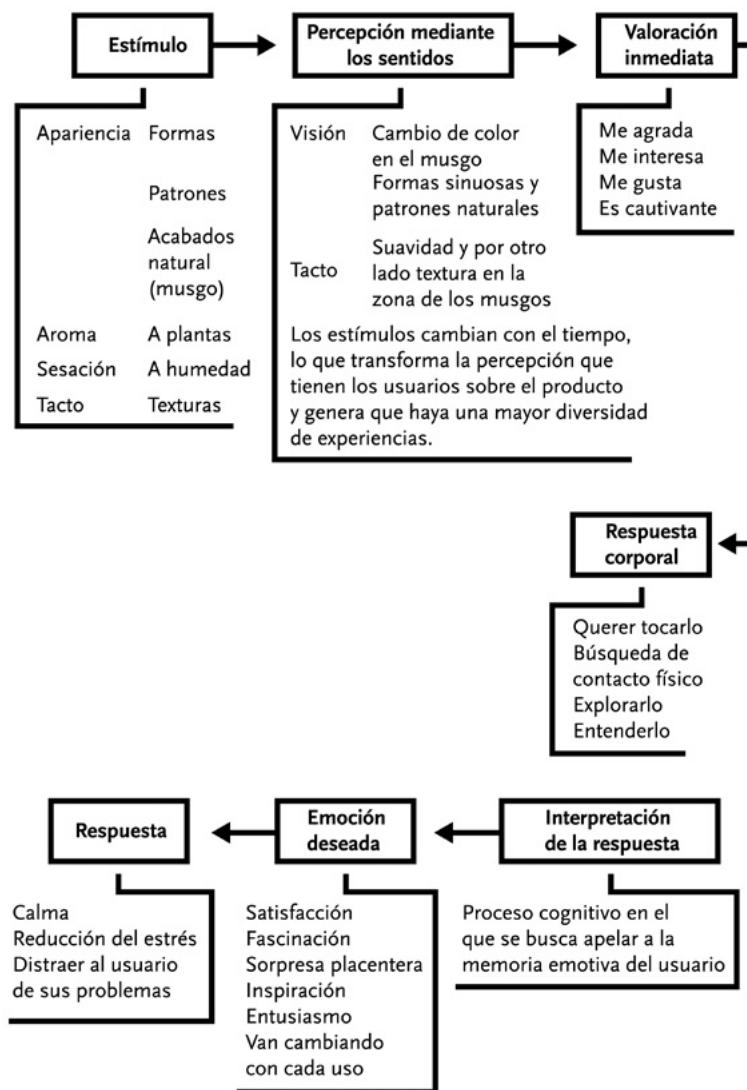 Estímulo
Percepción mediante
los sentidos
Valoración
inmediata
Apariencia Formas
Patrones
Acabados
natural
(musgo)
Aroma A plantas
Sesación A humedad
Tacto Texturas
Visión Cambio de color
en el musgo
Formas sinuosas y
patrones naturales
Tacto Suavidad y por otro
lado textura en la
zona de los musgos
Los estímulos cambian con el tiempo,
lo que transforma la percepción que
tienen los usuarios sobre el producto
y genera que haya una mayor diversidad
de experiencias.
Me agrada
Me interesa
Me gusta
Es cautivante
Respuesta
corporal
Querer tocarlo
Búsqueda de
contacto físico
Explorarlo
Entenderlo
Respuesta
Emoción
deseada
Interpretación
de la respuesta
Calma
Reducción del estrés
Distraer al usuario
de sus problemas
Satisfacción
Fascinación
Sorpresa placentera
Inspiración
Entusiasmo
Van cambiando
con cada uso
Proceso cognitivo en el
que se busca apelar a la
memoria emotiva del usuario